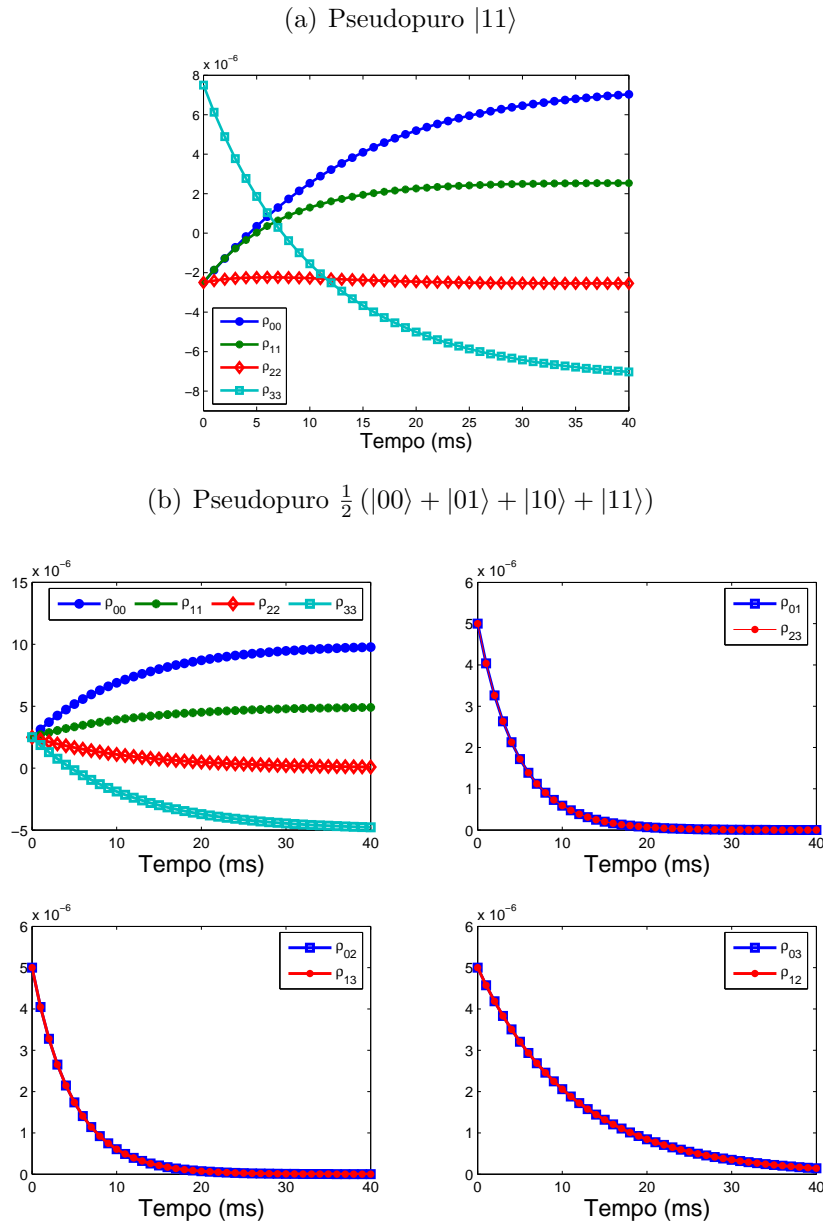 (a) Pseudopuro |11⟩
x 10⁻⁶
8
6
4
2
0
−2
−4
−6
−8
ρ₀₀
ρ₁₁
ρ₂₂
ρ₃₃
0 5 10 15 20 25 30 35 40
Tempo (ms)
(b) Pseudopuro ½ (|00⟩ + |01⟩ + |10⟩ + |11⟩)
x 10⁻⁶
15
10
5
0
−5
ρ₀₀ ρ₁₁ ρ₂₂ ρ₃₃
0 10 20 30 40
Tempo (ms)
x 10⁻⁶
6
5
4
3
2
1
0
ρ₀₁
ρ₂₃
0 10 20 30 40
Tempo (ms)
x 10⁻⁶
6
5
4
3
2
1
0
ρ₀₂
ρ₁₃
0 10 20 30 40
Tempo (ms)
x 10⁻⁶
6
5
4
3
2
1
0
ρ₀₃
ρ₁₂
0 10 20 30 40
Tempo (ms)